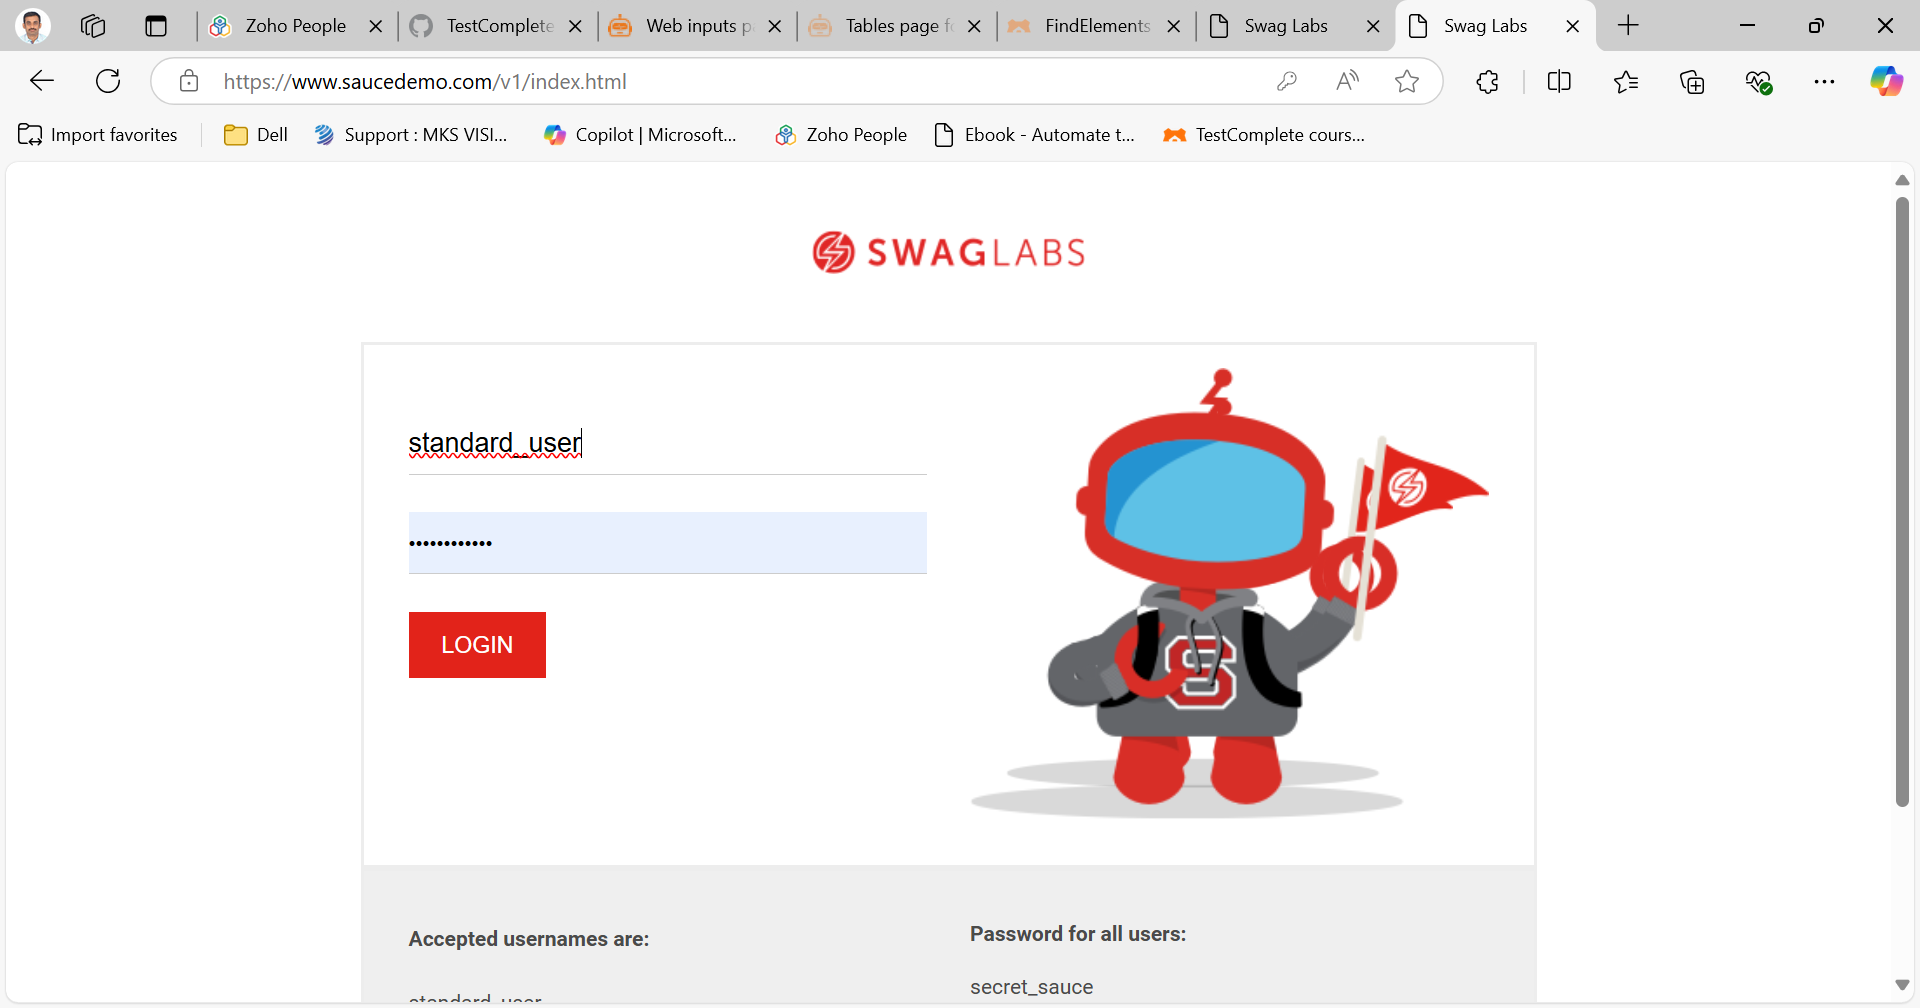 Zoho People
TestComplete
Web inputs p
Tables page fo
FindElements
Swag Labs
Swag Labs
https://www.saucedemo.com/v1/index.html
Import favorites
Dell
Support : MKS VISI...
Copilot | Microsoft...
Zoho People
Ebook - Automate t...
TestComplete cours...
SWAGLABS
standard_user
••••••••••••
LOGIN
S
Accepted usernames are:
standard_user
Password for all users:
secret_sauce